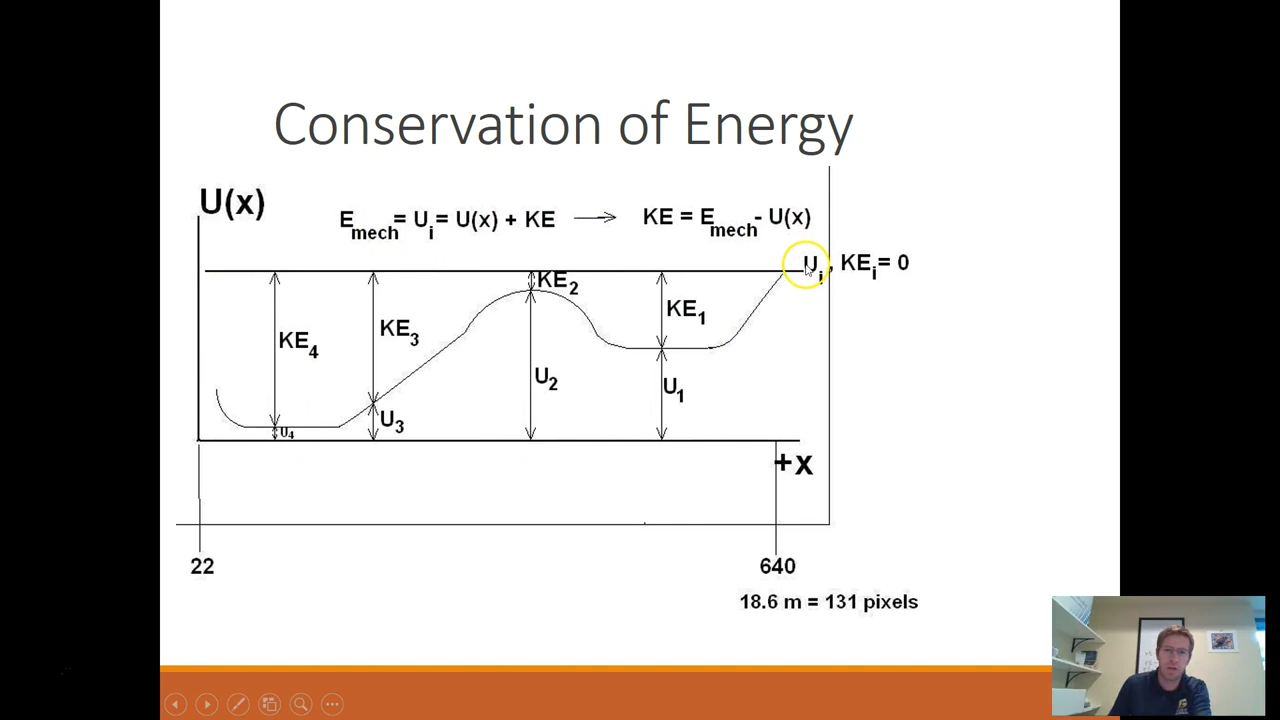 Conservation of Energy
U(x)
Emech= Ui= U(x) + KE → KE = Emech- U(x)
Ui, KEi= 0
KE2
KE1
KE3
KE4
U2
U1
U3
U4
+x
22
640
18.6 m = 131 pixels